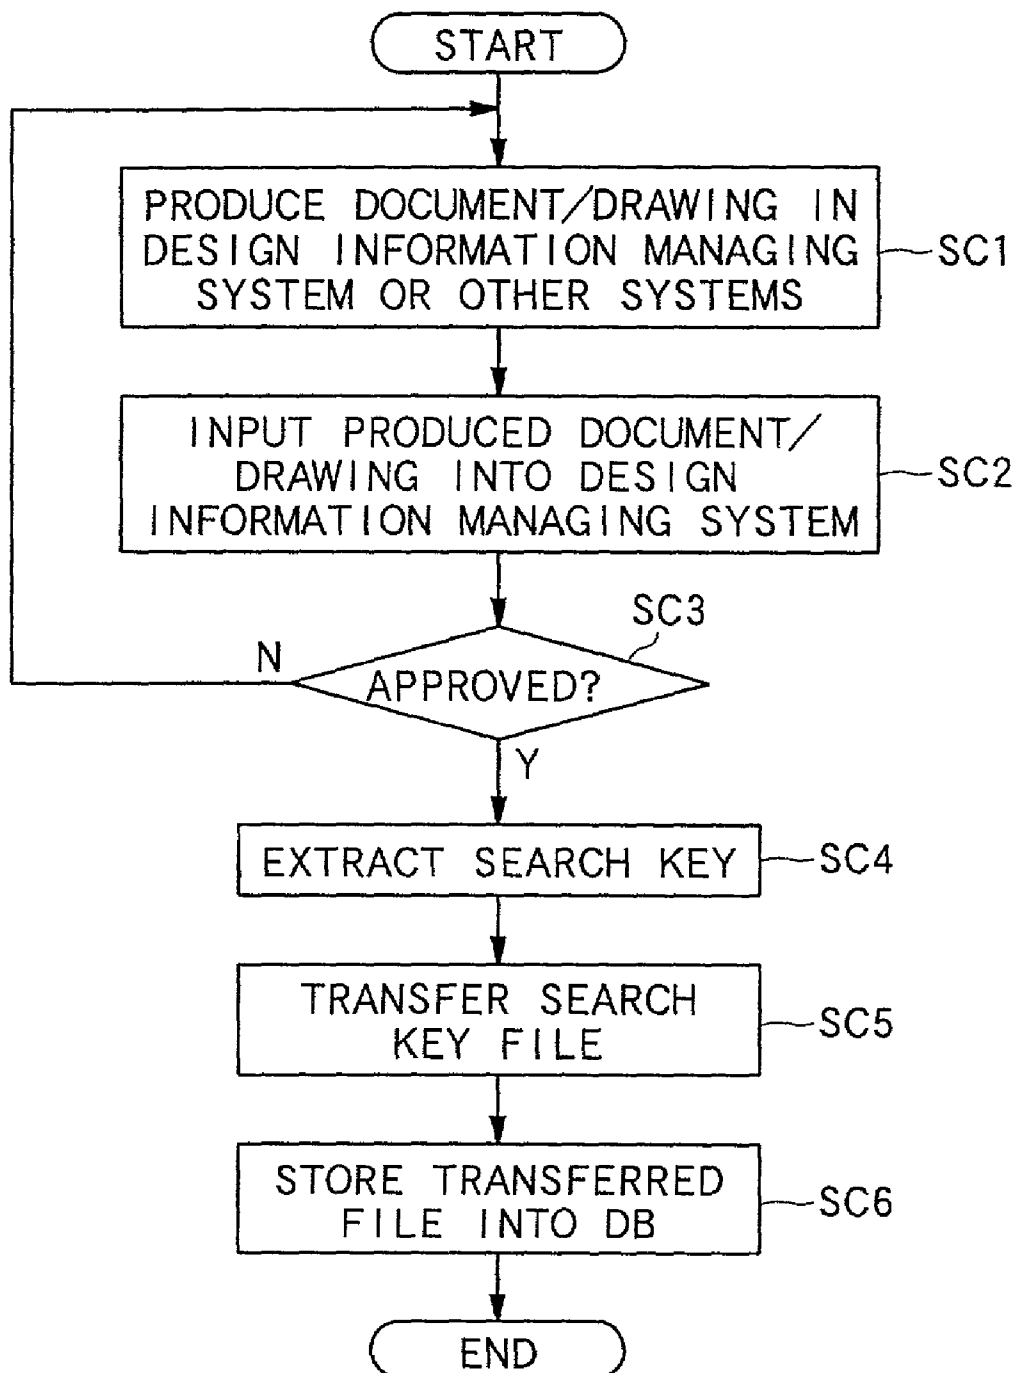 START
PRODUCE DOCUMENT/DRAWING IN
DESIGN INFORMATION MANAGING
SYSTEM OR OTHER SYSTEMS
SC1
INPUT PRODUCED DOCUMENT/
DRAWING INTO DESIGN
INFORMATION MANAGING SYSTEM
SC2
SC3
N
APPROVED?
Y
EXTRACT SEARCH KEY
SC4
TRANSFER SEARCH
KEY FILE
SC5
STORE TRANSFERRED
FILE INTO DB
SC6
END